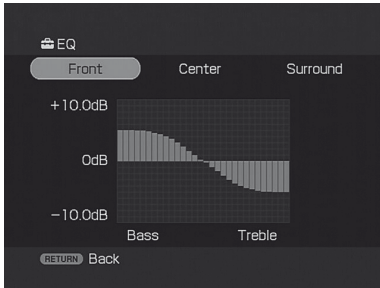 EQ
Front Center Surround
+10.0dB
0dB
−10.0dB
Bass Treble
RETURN Back